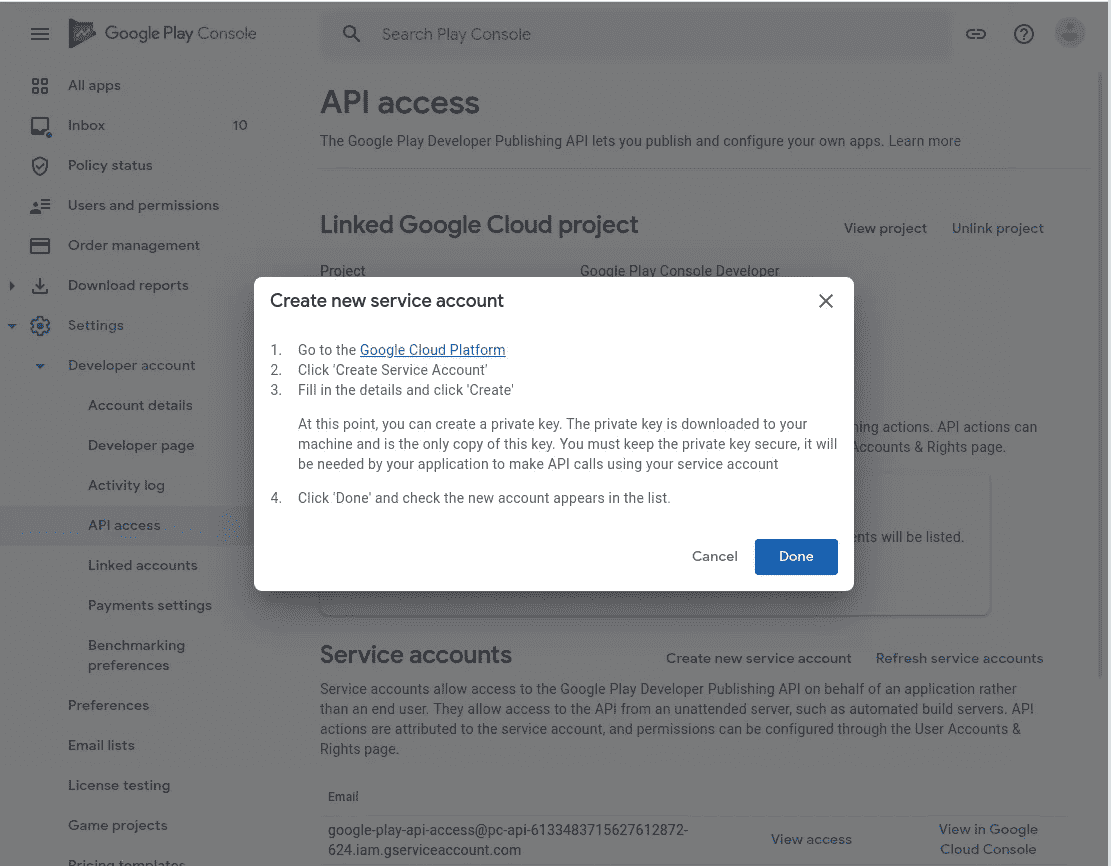 Google Play Console
Search Play Console
All apps
Inbox 10
Policy status
Users and permissions
Order management
Download reports
Settings
Developer account
Account details
Developer page
Activity log
API access
Linked accounts
Payments settings
Benchmarking
preferences
Preferences
Email lists
License testing
Game projects
Pricing templates
API access
The Google Play Developer Publishing API lets you publish and configure your own apps. Learn more
Linked Google Cloud project
View project Unlink project
Project Google Play Console Developer
Create new service account
1. Go to the Google Cloud Platform
2. Click 'Create Service Account'
3. Fill in the details and click 'Create'
At this point, you can create a private key. The private key is downloaded to your
machine and is the only copy of this key. You must keep the private key secure, it will
be needed by your application to make API calls using your service account
4. Click 'Done' and check the new account appears in the list.
Cancel Done
actions. API actions can
Accounts & Rights page.
will be listed.
Service accounts
Create new service account Refresh service accounts
Service accounts allow access to the Google Play Developer Publishing API on behalf of an application rather
than an end user. They allow access to the API from an unattended server, such as automated build servers. API
actions are attributed to the service account, and permissions can be configured through the User Accounts &
Rights page.
Email
google-play-api-access@pc-api-6133483715627612872-
624.iam.gserviceaccount.com
View access
View in Google
Cloud Console